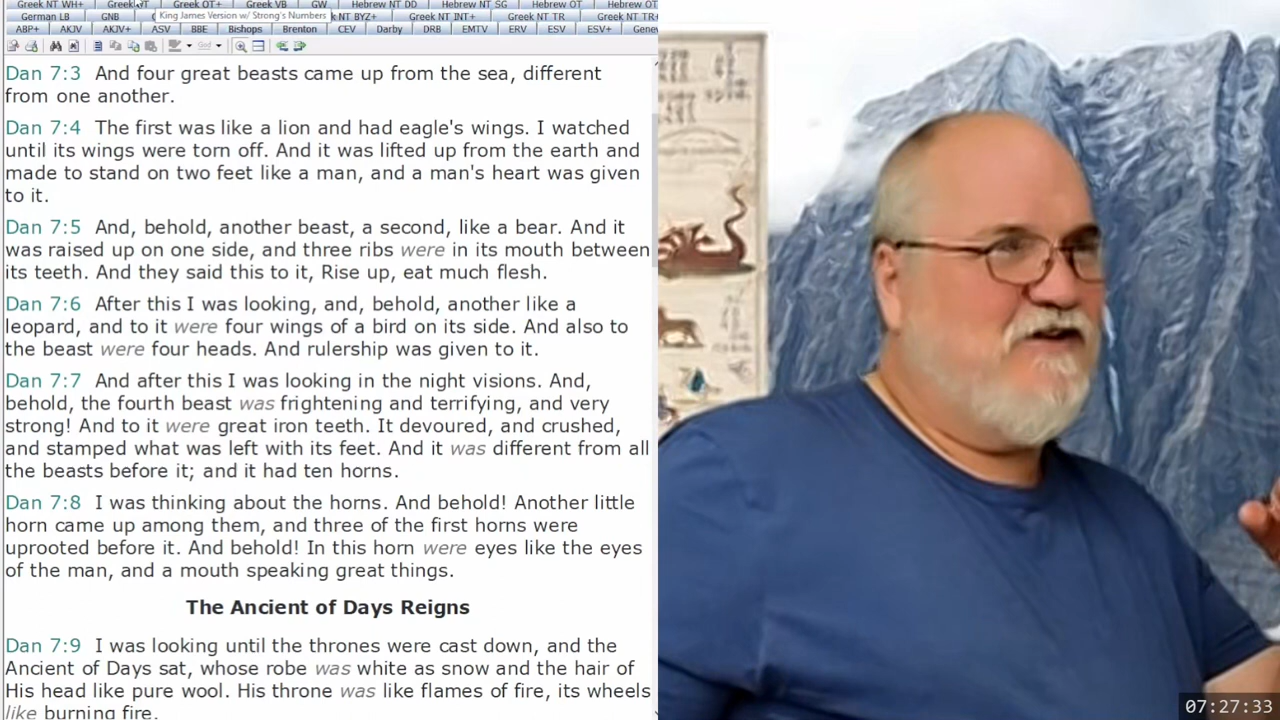 Greek NT WH+
Greek
Greek OT+
Greek VB
GW
Hebrew NT DD
Hebrew NT SG
Hebrew OT
Hebrew OT
King James Version w/ Strong's Numbers
German LB
GNB
Greek NT BYZ+
Greek NT INT+
Greek NT TR
Greek NT TR+
ABP+
AKJV
AKJV+
ASV
BBE
Bishops
Brenton
CEV
Darby
DRB
EMTV
ERV
ESV
ESV+
Genev
Dan 7:3 And four great beasts came up from the sea, different
from one another.
Dan 7:4 The first was like a lion and had eagle's wings. I watched
until its wings were torn off. And it was lifted up from the earth and
made to stand on two feet like a man, and a man's heart was given
to it.
Dan 7:5 And, behold, another beast, a second, like a bear. And it
was raised up on one side, and three ribs were in its mouth between
its teeth. And they said this to it, Rise up, eat much flesh.
Dan 7:6 After this I was looking, and, behold, another like a
leopard, and to it were four wings of a bird on its side. And also to
the beast were four heads. And rulership was given to it.
Dan 7:7 And after this I was looking in the night visions. And,
behold, the fourth beast was frightening and terrifying, and very
strong! And to it were great iron teeth. It devoured, and crushed,
and stamped what was left with its feet. And it was different from all
the beasts before it; and it had ten horns.
Dan 7:8 I was thinking about the horns. And behold! Another little
horn came up among them, and three of the first horns were
uprooted before it. And behold! In this horn were eyes like the eyes
of the man, and a mouth speaking great things.
The Ancient of Days Reigns
Dan 7:9 I was looking until the thrones were cast down, and the
Ancient of Days sat, whose robe was white as snow and the hair of
His head like pure wool. His throne was like flames of fire, its wheels
like burning fire.
07:27:33